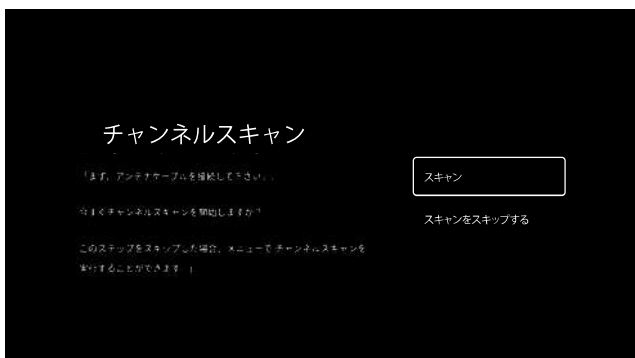 チャンネルスキャン
「まず、アンテナケーブルを接続して下さい。
今すぐチャンネルスキャンを開始しますか？
このステップをスキップした場合、メニューで チャンネルスキャンを
実行することができます 」
スキャン
スキャンをスキップする